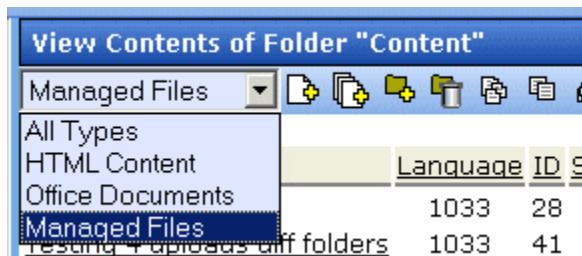 View Contents of Folder "Content"
Managed Files
All Types
HTML Content
Office Documents
Managed Files
Language ID
1033 28
Testing 4 uploads diff folders 1033 41